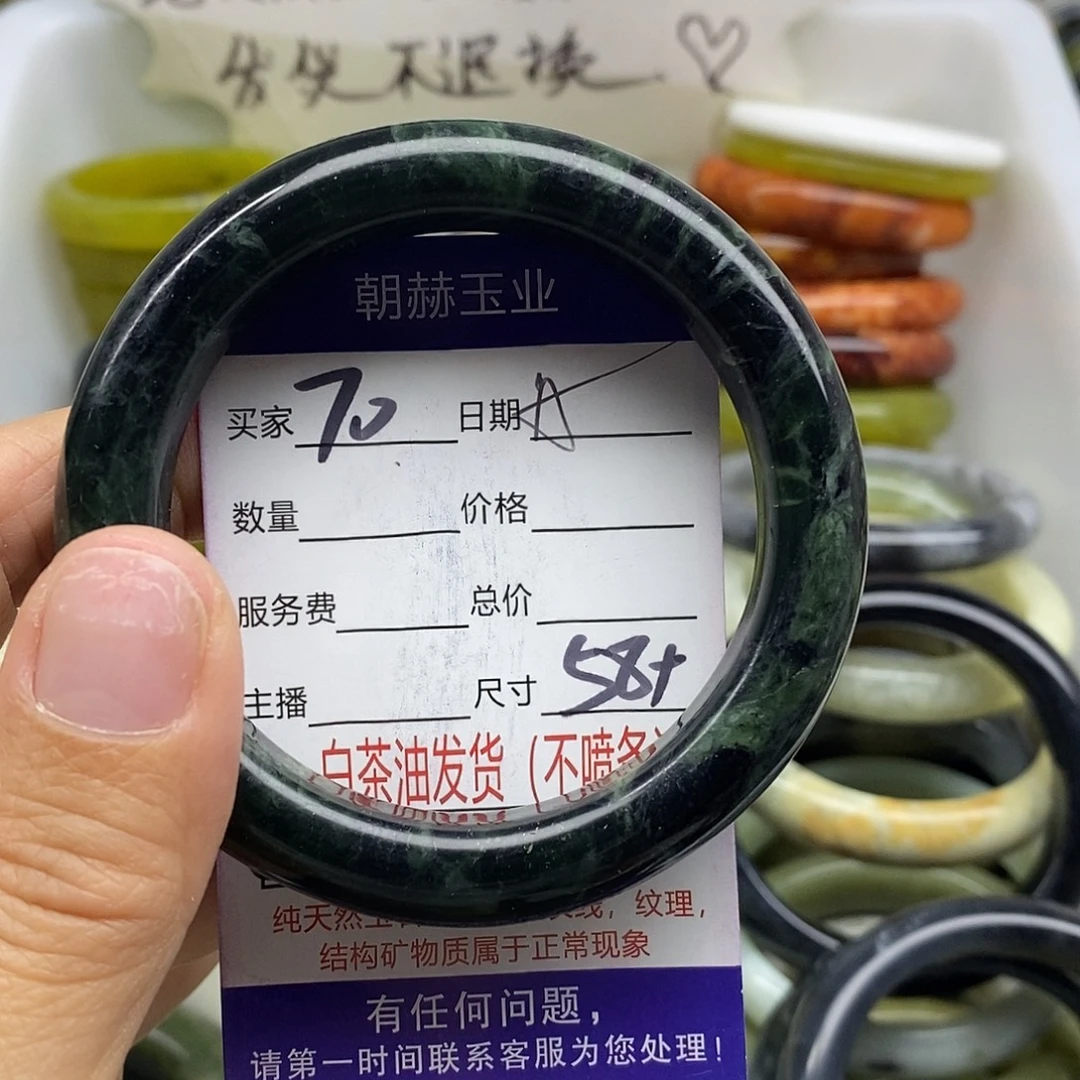 不退换
朝赫玉业
买家 70 日期
数量 价格
服务费 总价
主播 尺寸 58+
白茶油发货（不喷
纯天然 纹理，
结构矿物质属于正常现象
有任何问题，
请第一时间联系客服为您处理！